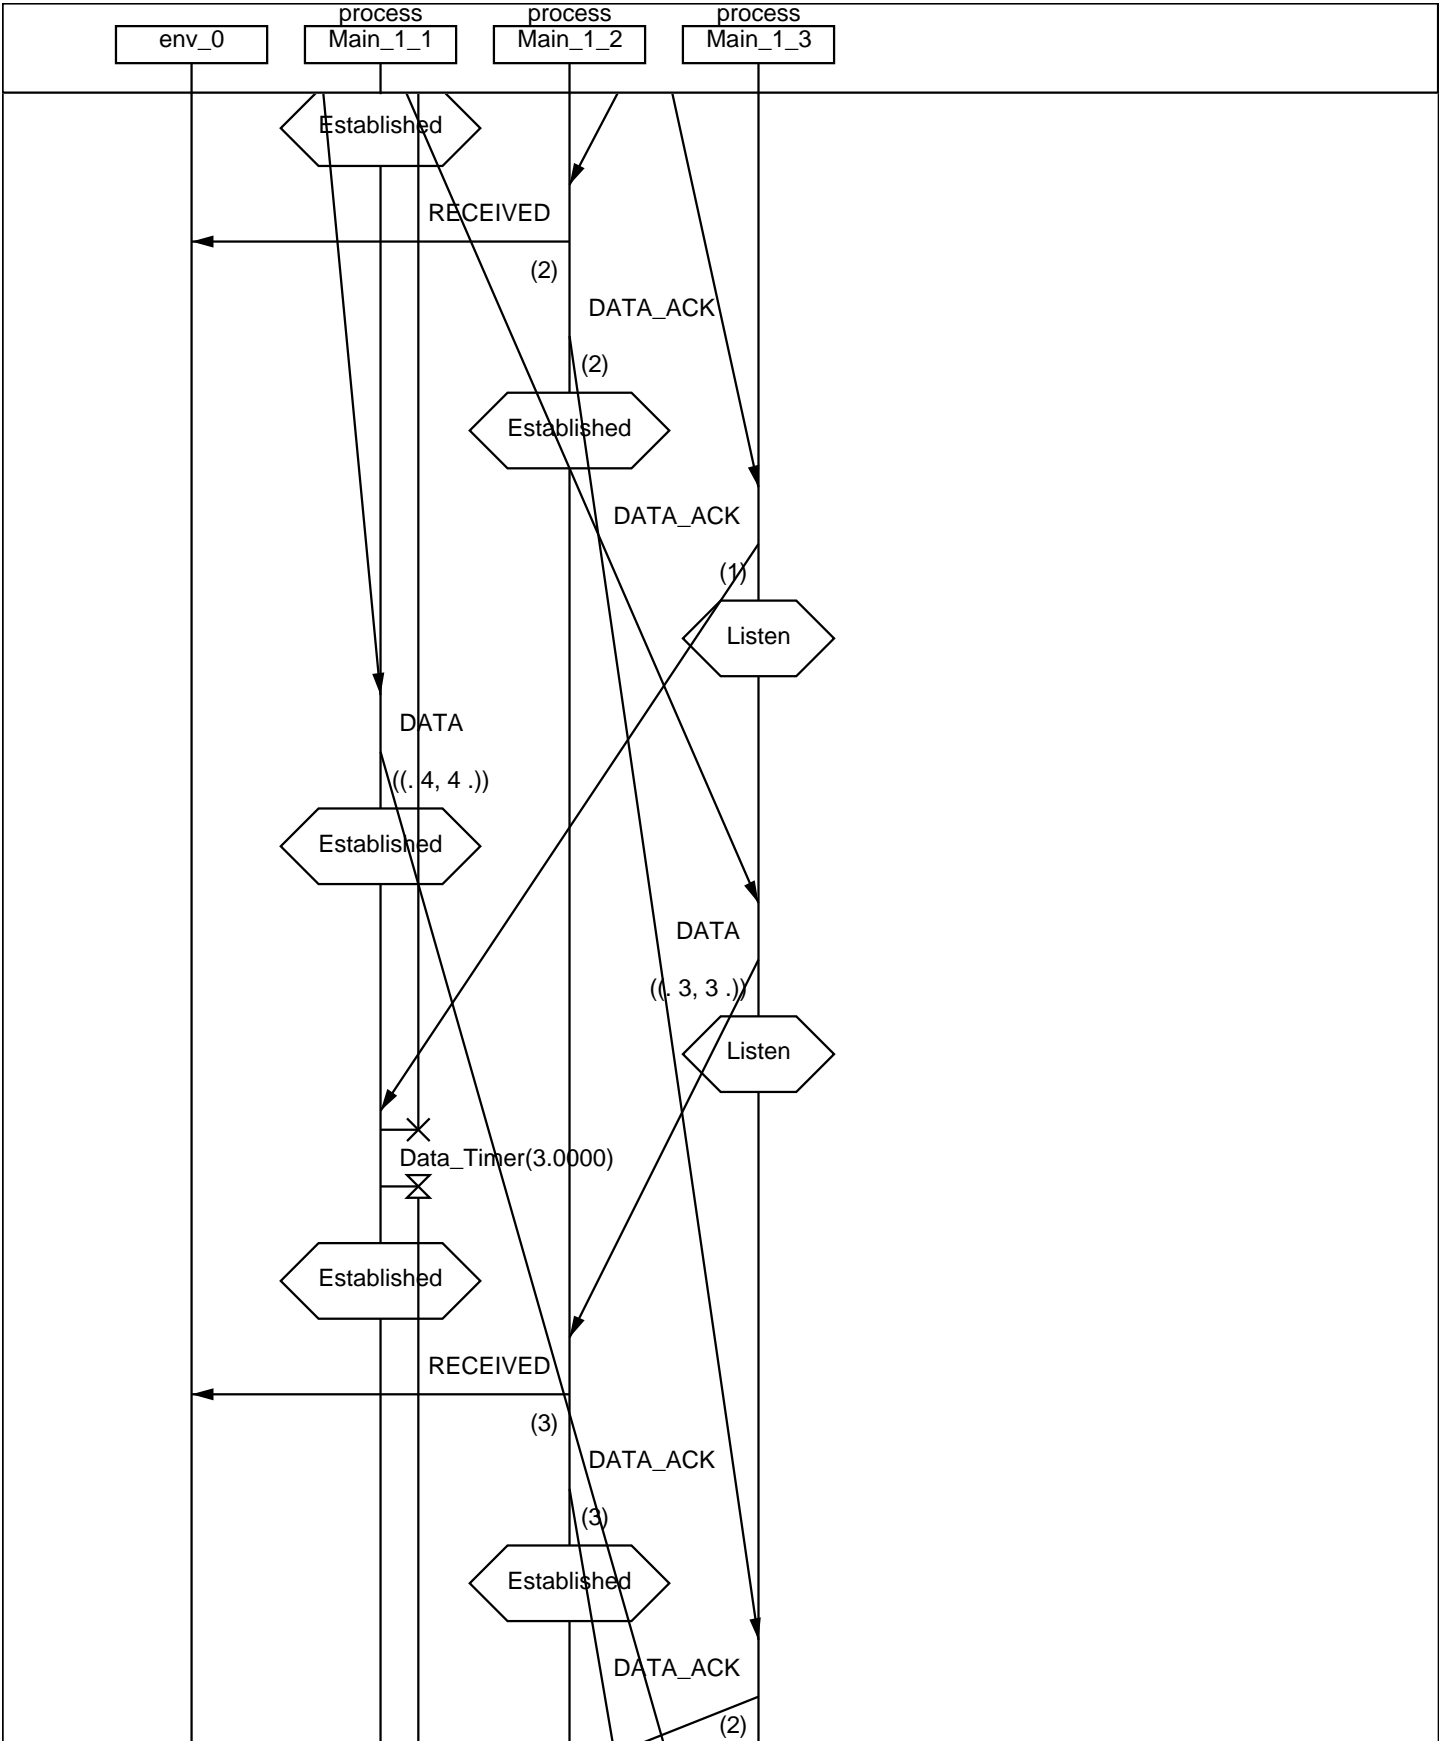 process process process
env_0 Main_1_1 Main_1_2 Main_1_3
Established
RECEIVED
(2)
DATA_ACK
(2)
Established
DATA_ACK
(1)
Listen
DATA
((. 4, 4 .))
Established
DATA
((. 3, 3 .))
Listen
Data_Timer(3.0000)
Established
RECEIVED
(3)
DATA_ACK
(3)
Established
DATA_ACK
(2)